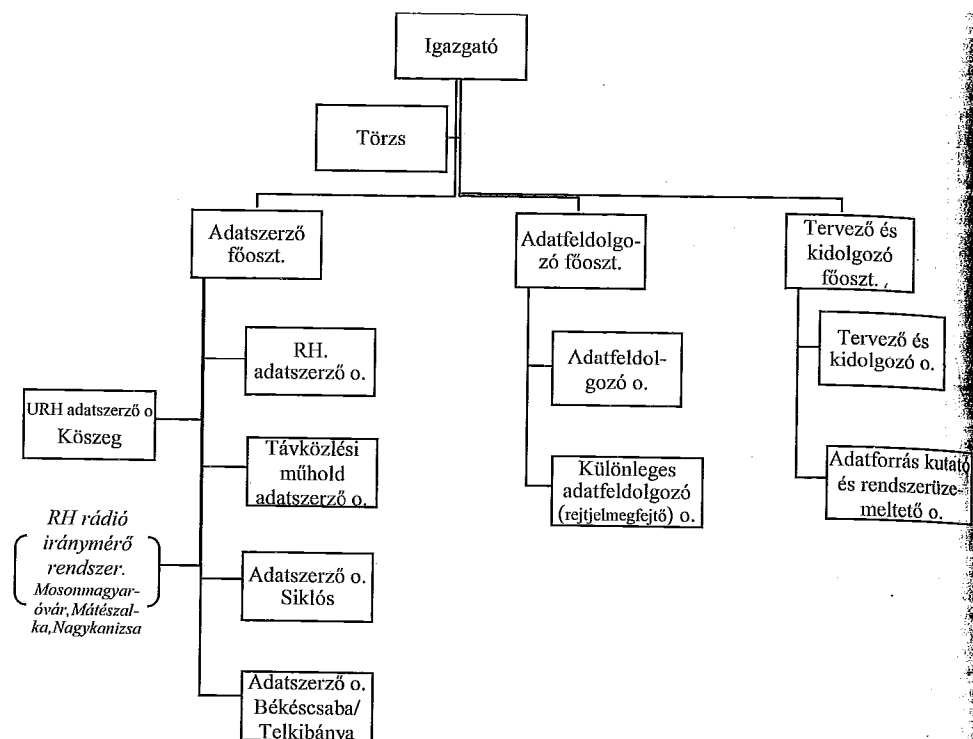 Igazgató
Törzs
Adatszerző
főoszt.
Adatfeldolgo-
zó főoszt.
Tervező és
kidolgozó
főoszt.
RH.
adatszerző o.
URH adatszerző o
Köszeg
Távközlési
műhold
adatszerző o.
RH rádió
iránymérő
rendszer.
Mosonmagyar-
óvár,Mátészal-
ka,Nagykanizsa
Adatszerző o.
Siklós
Adatszerző o.
Békéscsaba/
Telkibánya
Adatfeldol-
gozó o.
Különleges
adatfeldolgozó
(rejtjelmegfejtő) o.
Tervező és
kidolgozó o.
Adatforrás kutató
és rendszerüze-
meltető o.